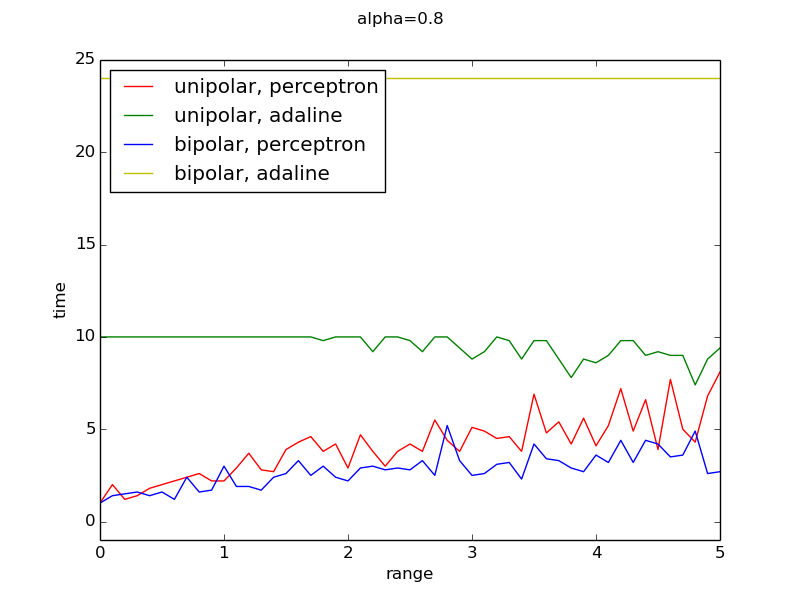 alpha=0.8
25
20
15
10
5
0
time
unipolar, perceptron
unipolar, adaline
bipolar, perceptron
bipolar, adaline
0 1 2 3 4 5
range